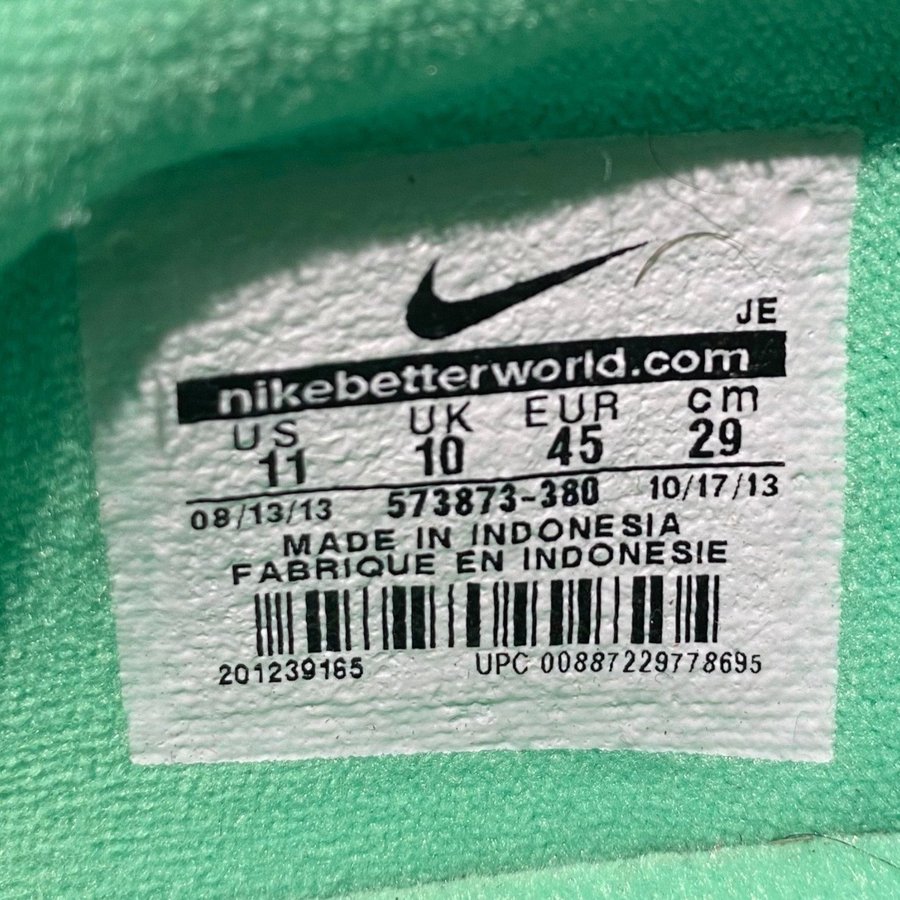 JE
nikebetterworld.com
US UK EUR cm
11 10 45 29
08/13/13 573873-380 10/17/13
MADE IN INDONESIA
FABRIQUE EN INDONESIE
201239165 UPC 00887229778695